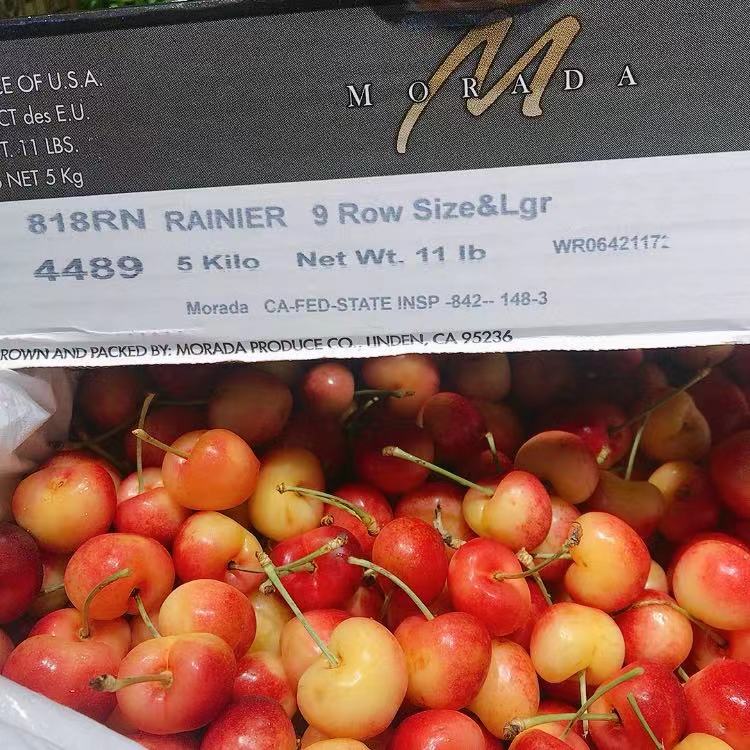 MORADA
E OF U.S.A.
CT des E.U.
T. 11 LBS.
NET 5 Kg
818RN RAINIER 9 Row Size&Lgr
4489 5 Kilo Net Wt. 11 lb WR0642117
Morada CA-FED-STATE INSP -842-- 148-3
ROWN AND PACKED BY: MORADA PRODUCE CO., LINDEN, CA 95236